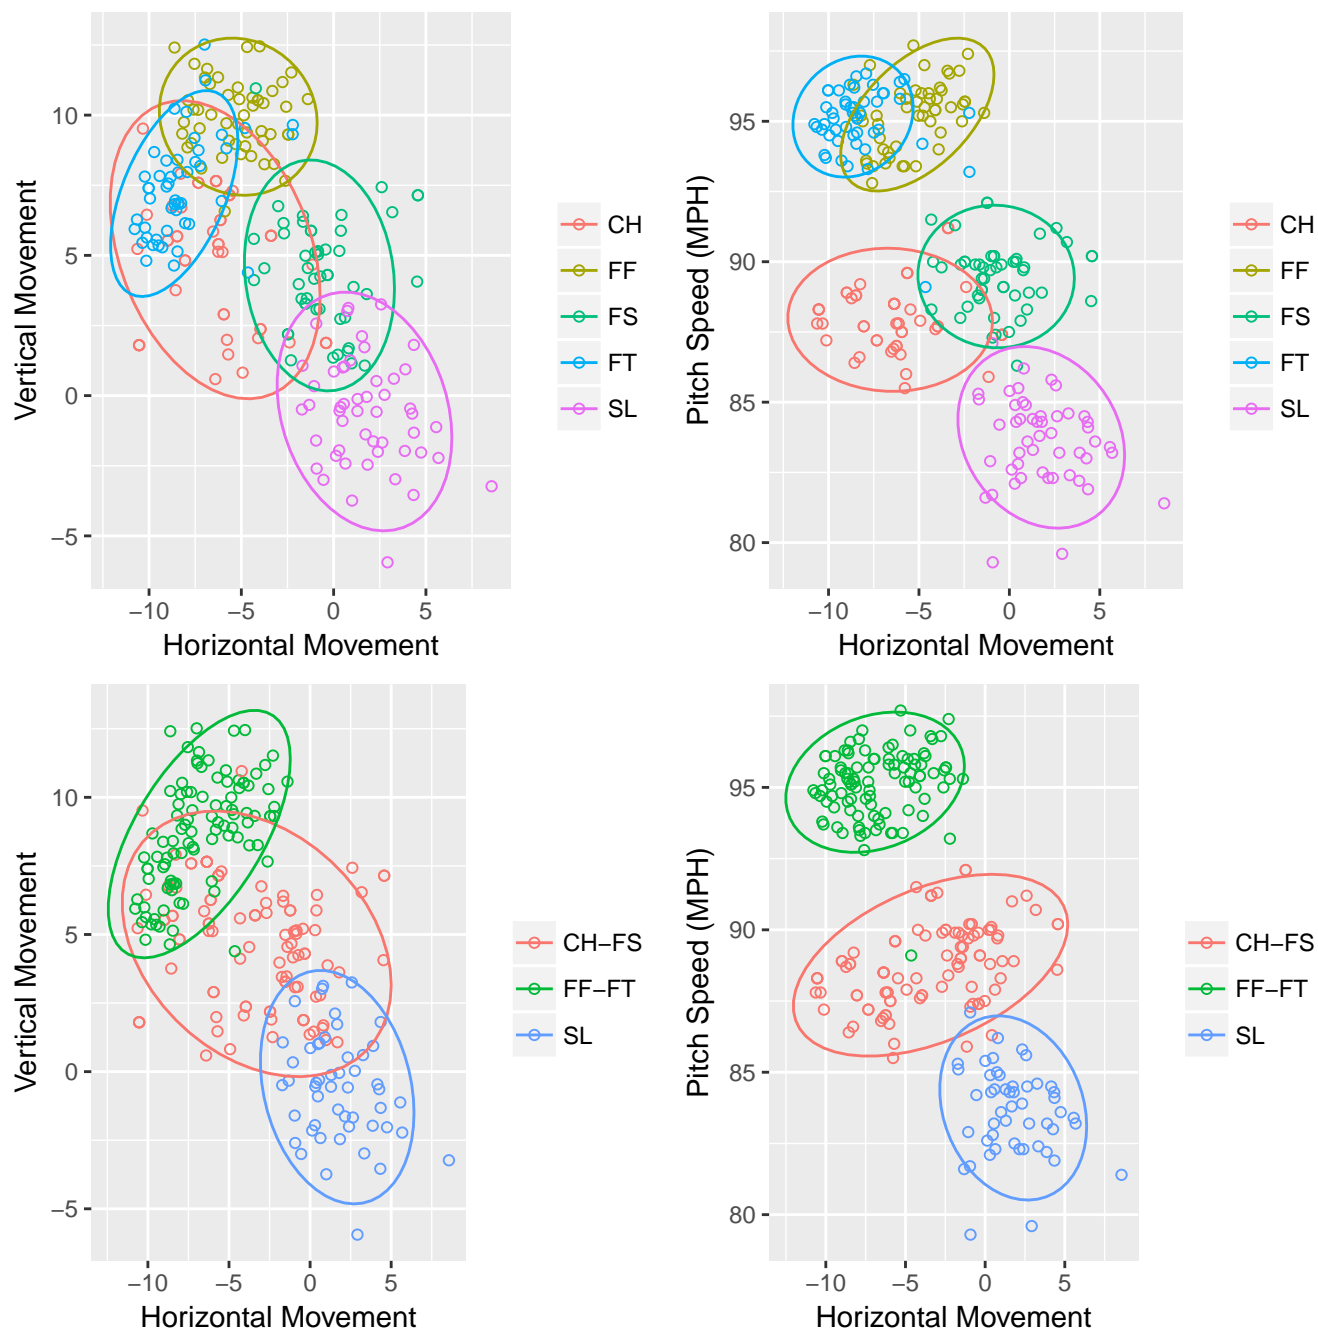 10
5
0
−5
−10
−5
0
5
Horizontal Movement
Vertical Movement
CH
FF
FS
FT
SL
95
90
85
80
−10
−5
0
5
Horizontal Movement
Pitch Speed (MPH)
CH
FF
FS
FT
SL
10
5
0
−5
−10
−5
0
5
Horizontal Movement
Vertical Movement
CH−FS
FF−FT
SL
95
90
85
80
−10
−5
0
5
Horizontal Movement
Pitch Speed (MPH)
CH−FS
FF−FT
SL